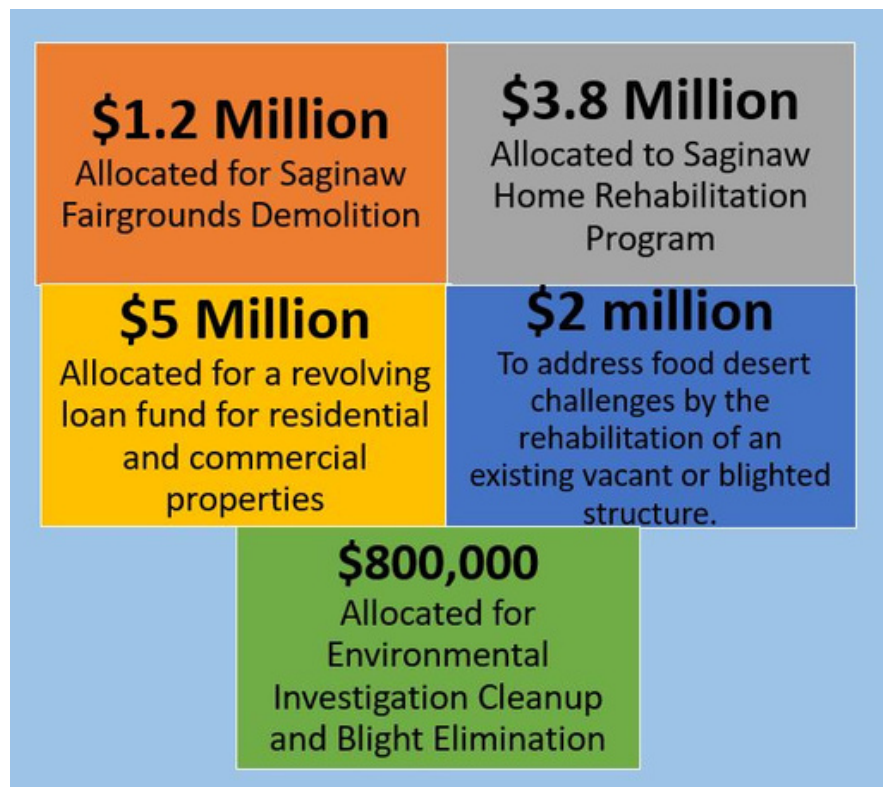 $1.2 Million
Allocated for Saginaw
Fairgrounds Demolition
$3.8 Million
Allocated to Saginaw
Home Rehabilitation
Program
$5 Million
Allocated for a revolving
loan fund for residential
and commercial
properties
$2 million
To address food desert
challenges by the
rehabilitation of an
existing vacant or blighted
structure.
$800,000
Allocated for
Environmental
Investigation Cleanup
and Blight Elimination